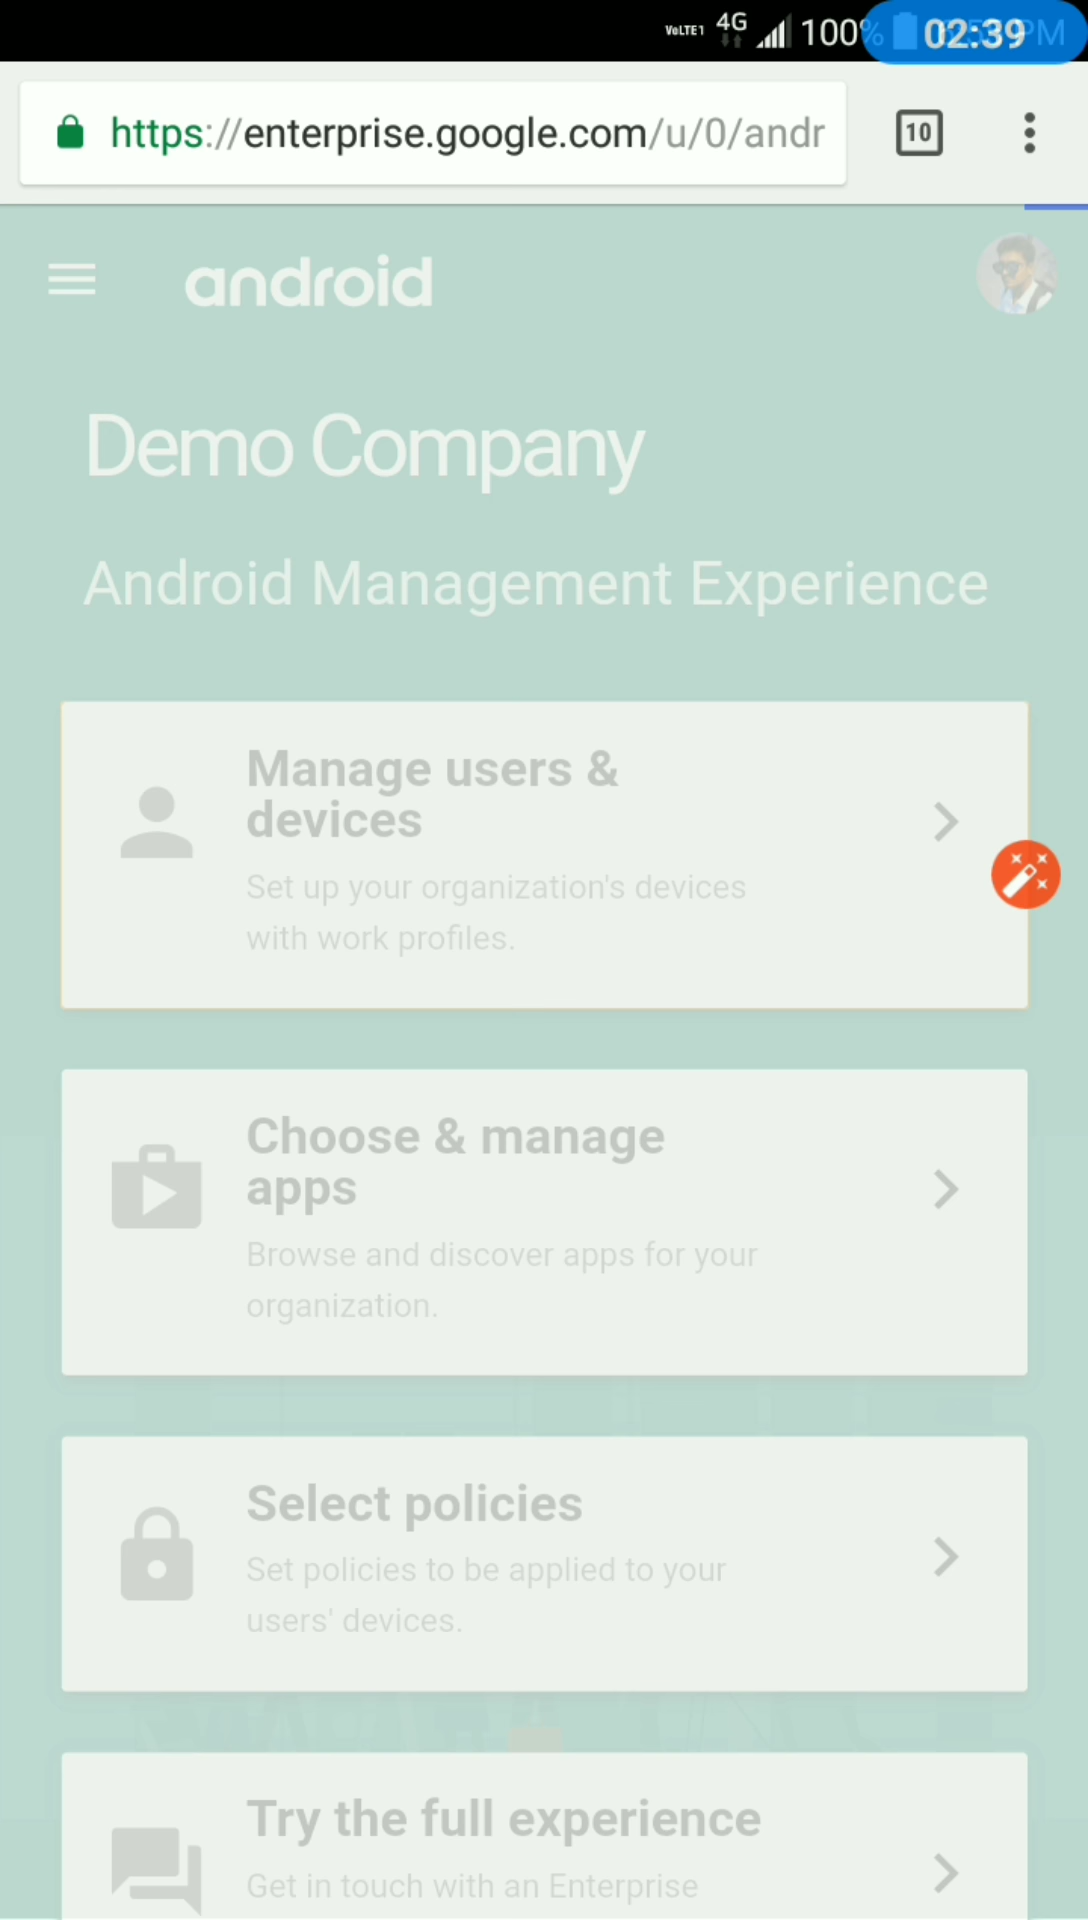 VoLTE1 4G 100% 02:39 PM
https://enterprise.google.com/u/0/andr
10
android
Demo Company
Android Management Experience
Manage users &
devices
Set up your organization's devices
with work profiles.
Choose & manage
apps
Browse and discover apps for your
organization.
Select policies
Set policies to be applied to your
users' devices.
Try the full experience
Get in touch with an Enterprise